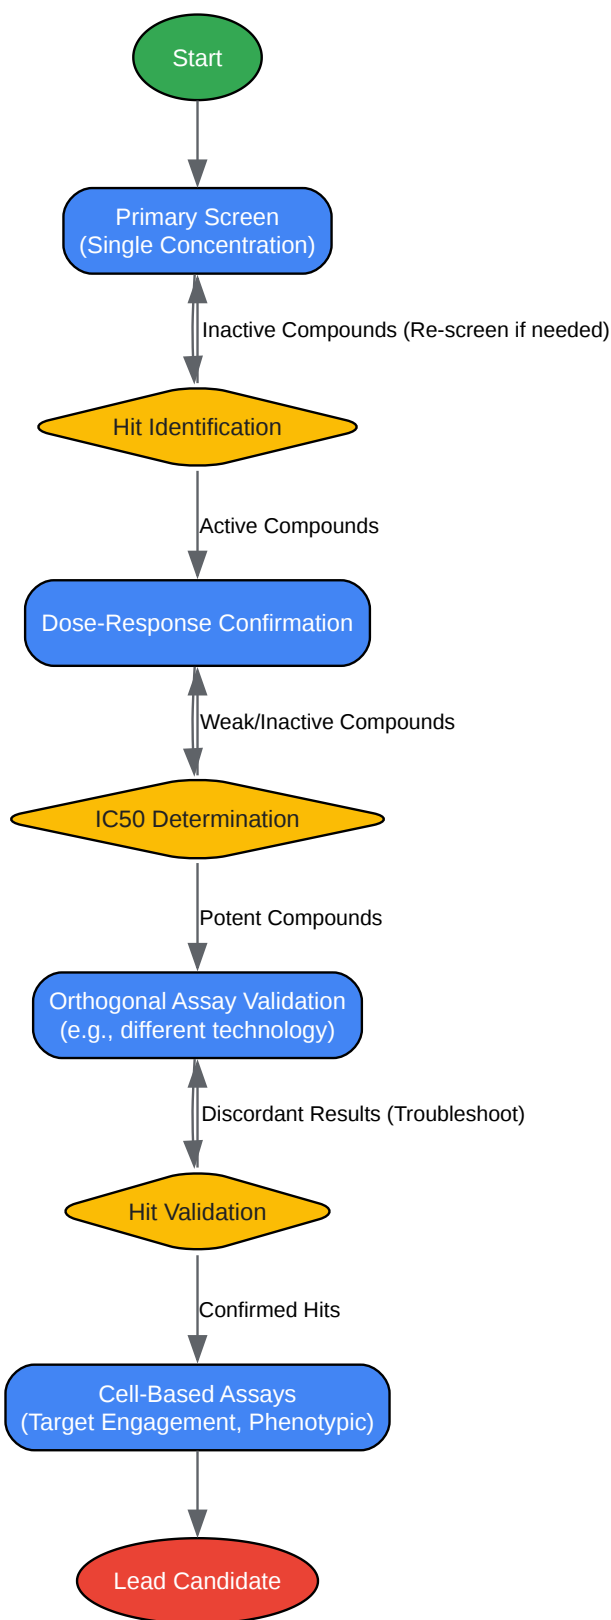 Start
Primary Screen
(Single Concentration)
Inactive Compounds (Re-screen if needed)
Hit Identification
Active Compounds
Dose-Response Confirmation
Weak/Inactive Compounds
IC50 Determination
Potent Compounds
Orthogonal Assay Validation
(e.g., different technology)
Discordant Results (Troubleshoot)
Hit Validation
Confirmed Hits
Cell-Based Assays
(Target Engagement, Phenotypic)
Lead Candidate